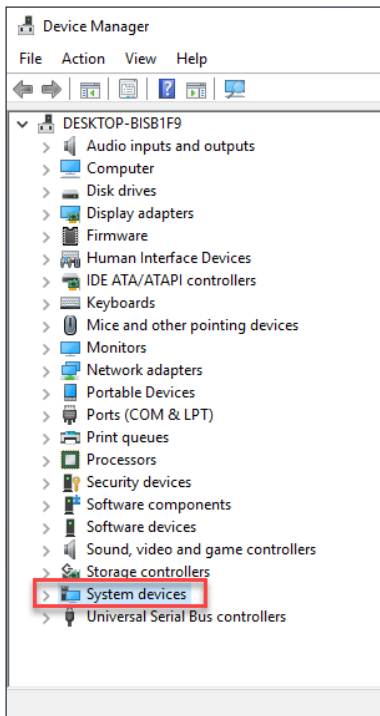 Device Manager
File Action View Help
DESKTOP-BISB1F9
Audio inputs and outputs
Computer
Disk drives
Display adapters
Firmware
Human Interface Devices
IDE ATA/ATAPI controllers
Keyboards
Mice and other pointing devices
Monitors
Network adapters
Portable Devices
Ports (COM & LPT)
Print queues
Processors
Security devices
Software components
Software devices
Sound, video and game controllers
Storage controllers
System devices
Universal Serial Bus controllers